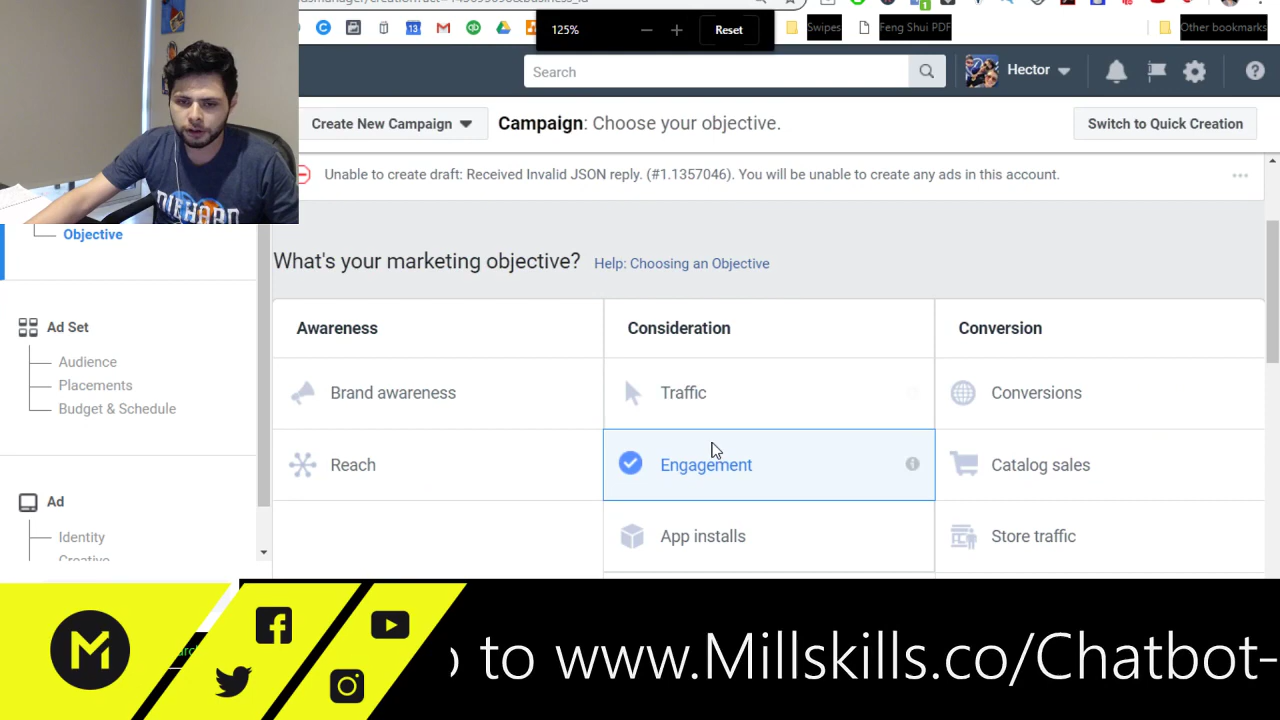 125%
Reset
Swipes
Feng Shui PDF
Other bookmarks
13
1
Search
Hector
Create New Campaign
Campaign: Choose your objective.
Switch to Quick Creation
Unable to create draft: Received Invalid JSON reply. (#1.1357046). You will be unable to create any ads in this account.
DIEHARD
Objective
What's your marketing objective? Help: Choosing an Objective
Awareness
Consideration
Conversion
Ad Set
Audience
Placements
Budget & Schedule
Brand awareness
Traffic
Conversions
Reach
Engagement
Catalog sales
App installs
Store traffic
Ad
Identity
Creative
M
to www.Millskills.co/Chatbot-